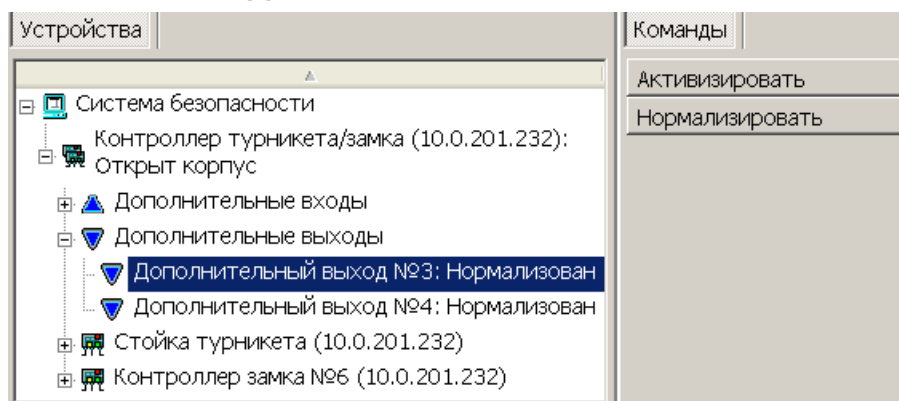 Устройства
Команды
Активизировать
Нормализировать
Система безопасности
Контроллер турникета/замка (10.0.201.232):
Открыт корпус
Дополнительные входы
Дополнительные выходы
Дополнительный выход №3: Нормализован
Дополнительный выход №4: Нормализован
Стойка турникета (10.0.201.232)
Контроллер замка №6 (10.0.201.232)